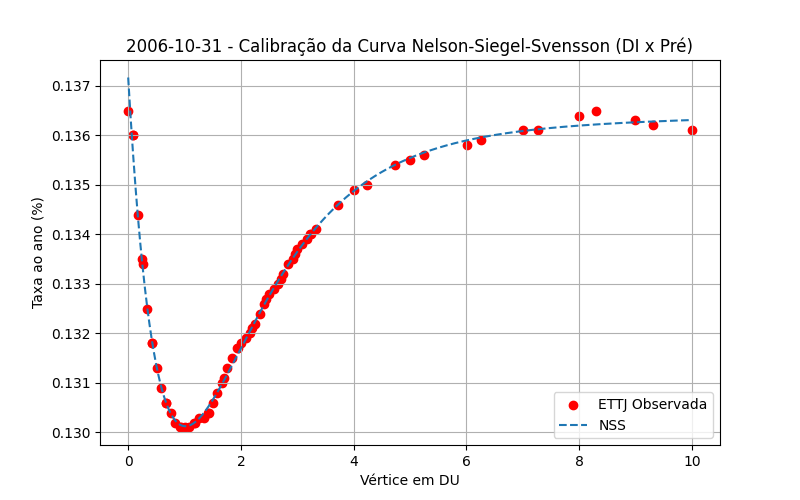 2006-10-31 - Calibração da Curva Nelson-Siegel-Svensson (DI x Pré)
Taxa ao ano (%)
0.137
0.136
0.135
0.134
0.133
0.132
0.131
0.130
ETTJ Observada
NSS
0 2 4 6 8 10
Vértice em DU